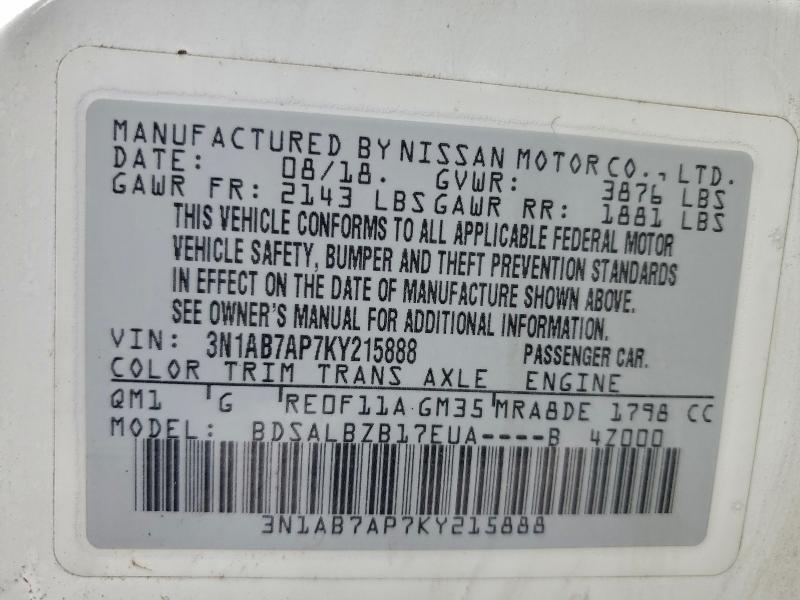 MANUFACTURED BY NISSAN MOTOR CO., LTD.
DATE: 08/18. GVWR: 3876 LBS
GAWR FR: 2143 LBS GAWR RR: 1881 LBS
THIS VEHICLE CONFORMS TO ALL APPLICABLE FEDERAL MOTOR
VEHICLE SAFETY, BUMPER AND THEFT PREVENTION STANDARDS
IN EFFECT ON THE DATE OF MANUFACTURE SHOWN ABOVE.
SEE OWNER'S MANUAL FOR ADDITIONAL INFORMATION.
VIN: 3N1AB7AP7KY215888 PASSENGER CAR.
COLOR TRIM TRANS AXLE ENGINE
QM1 G RE0F11A GM35 MRA8DE 1798 CC
MODEL: BDSALBZB17EUA----B 4Z000
3N1AB7AP7KY215888